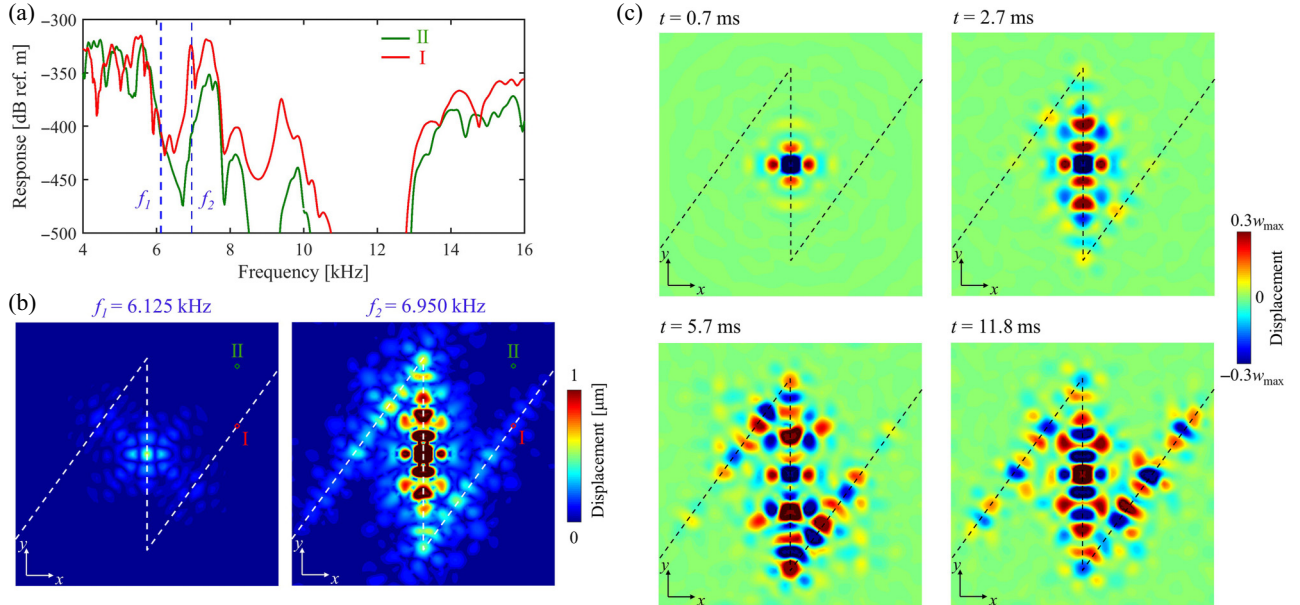 (a)
Response [dB ref. m]
−300
−350
−400
−450
−500
II
I
f1
f2
4
6
8
10
12
14
16
Frequency [kHz]
(b)
f1 = 6.125 kHz
II
I
y
x
f2 = 6.950 kHz
II
I
y
x
1
Displacement [μm]
0
(c)
t = 0.7 ms
y
x
t = 2.7 ms
y
x
t = 5.7 ms
y
x
t = 11.8 ms
y
x
0.3wmax
0
Displacement
−0.3wmax